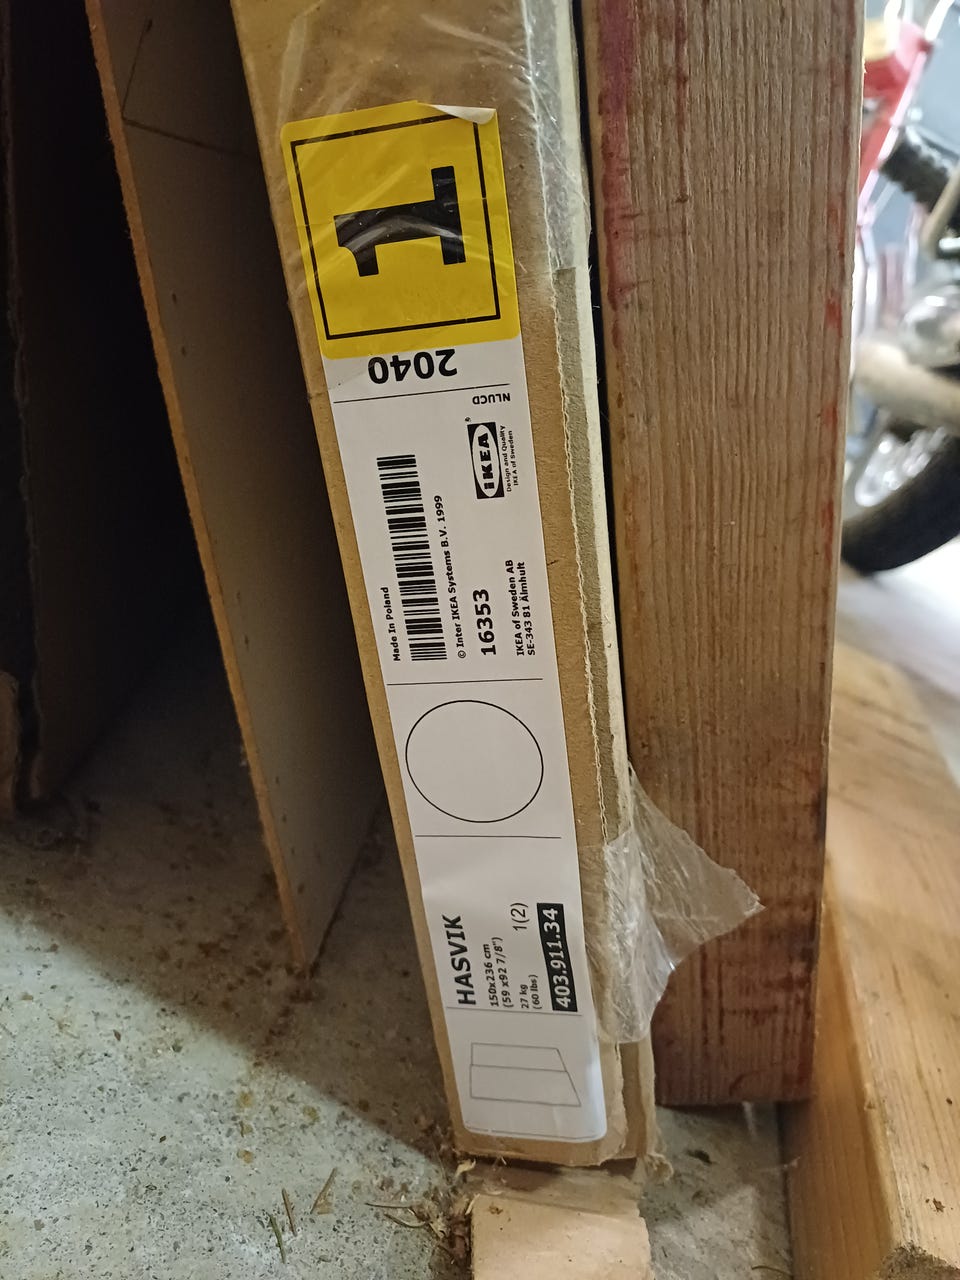 1
2040
NLUCD
IKEA®
Design and Quality
IKEA of Sweden
Made In Poland
© Inter IKEA Systems B.V. 1999
16353
IKEA of Sweden AB
SE-343 81 Älmhult
HASVIK
150x236 cm
(59 x92 7/8")
1(2)
27 kg
(60 lbs)
403.911.34